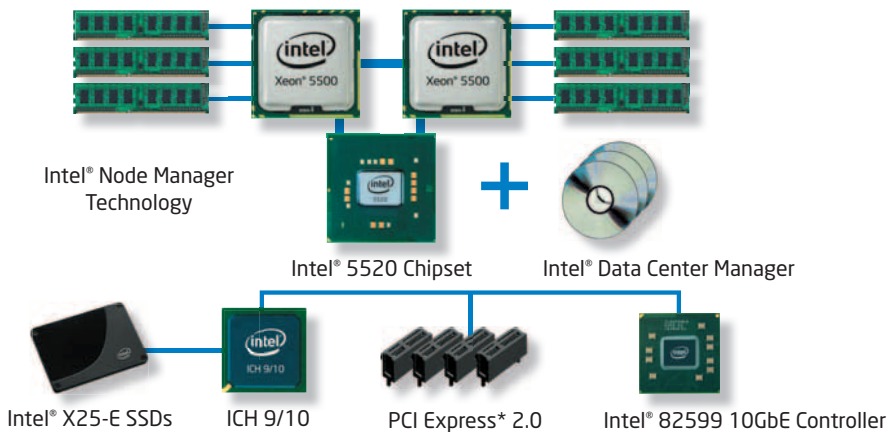 intel
Xeon® 5500
intel
Xeon® 5500
Intel® Node Manager
Technology
intel
5520
Intel® 5520 Chipset
Intel® Data Center Manager
intel
ICH 9/10
Intel® X25-E SSDs
ICH 9/10
PCI Express* 2.0
Intel® 82599 10GbE Controller